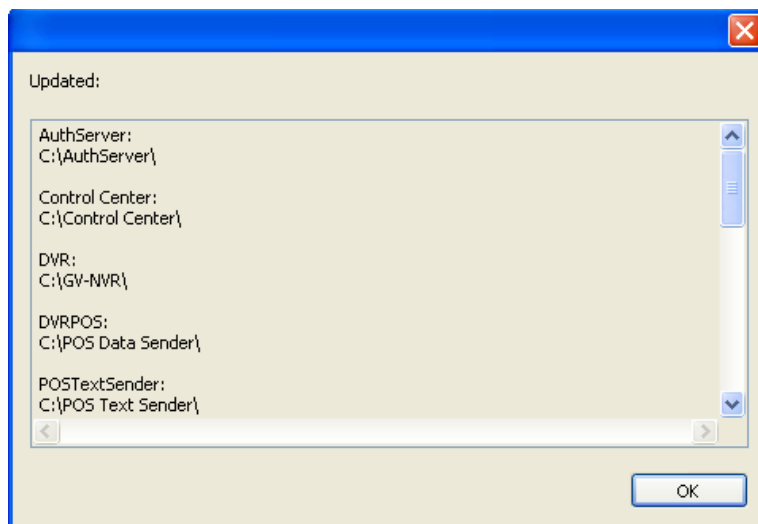 Updated:
AuthServer:
C:\AuthServer\
Control Center:
C:\Control Center\
DVR:
C:\GV-NVR\
DVRPOS:
C:\POS Data Sender\
POSTextSender:
C:\POS Text Sender\
OK